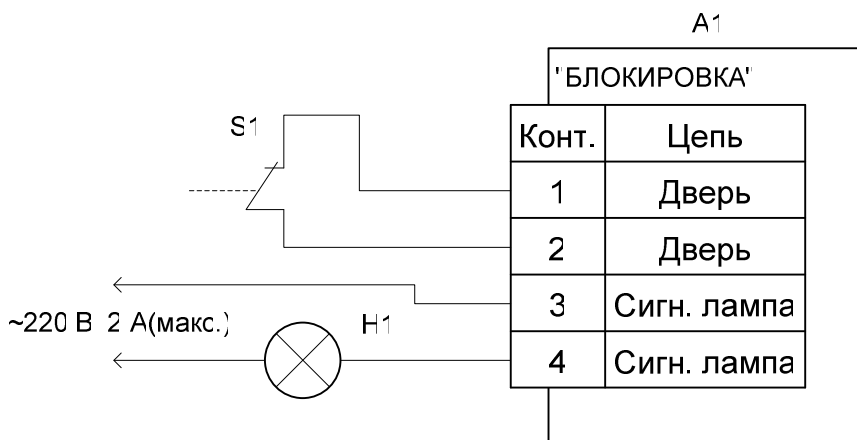 A1
"БЛОКИРОВКА"
S1
Конт. Цепь
1 Дверь
2 Дверь
3 Сигн. лампа
~220 В 2 А(макс.)
H1
4 Сигн. лампа